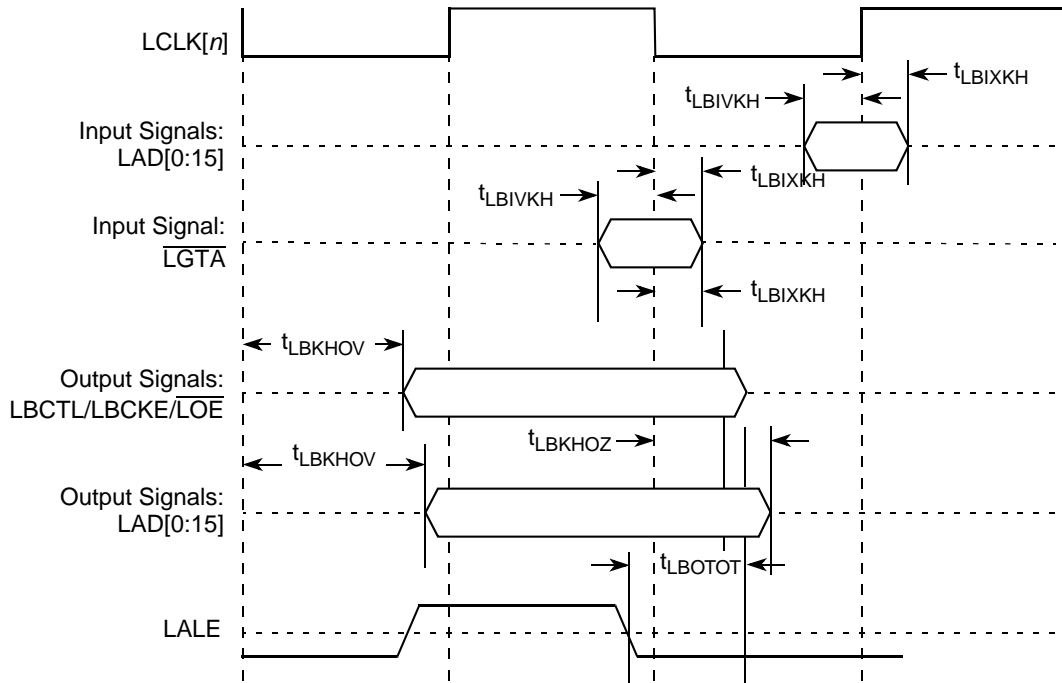 LCLK[n]
tLBIXKH
tLBIVKH
Input Signals:
LAD[0:15]
tLBIXKH
tLBIVKH
Input Signal:
LGTA
tLBIXKH
tLBKHOV
Output Signals:
LBCTL/LBCKE/LOE
tLBKHOZ
tLBKHOV
Output Signals:
LAD[0:15]
tLBOTOT
LALE